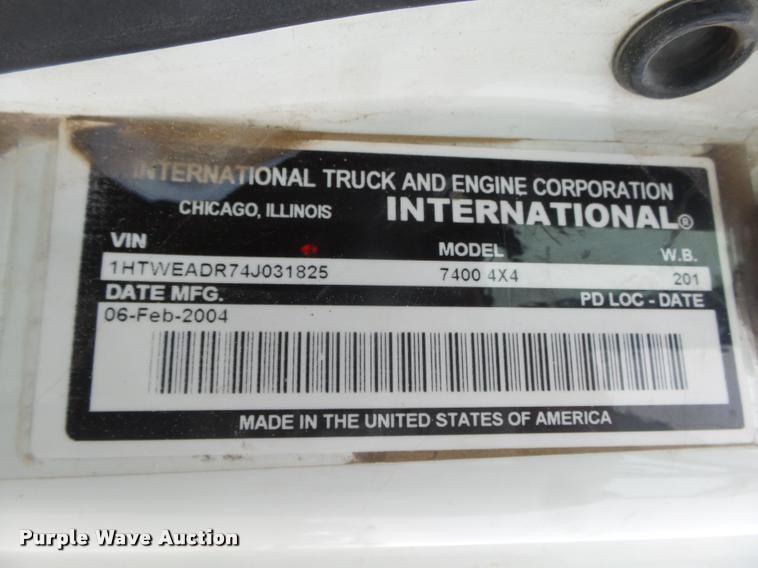 INTERNATIONAL TRUCK AND ENGINE CORPORATION
CHICAGO, ILLINOIS INTERNATIONAL®
VIN MODEL W.B.
1HTWEADR74J031825 7400 4X4 201
DATE MFG. PD LOC - DATE
06-Feb-2004
MADE IN THE UNITED STATES OF AMERICA
Purple Wave Auction